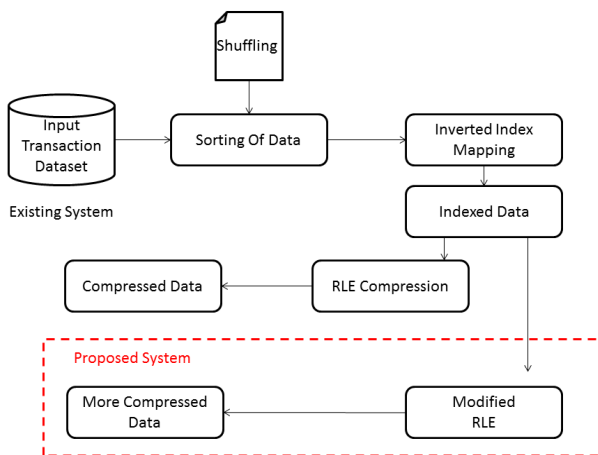 Shuffling
Input
Transaction
Dataset
Sorting Of Data
Inverted Index
Mapping
Existing System
Indexed Data
Compressed Data
RLE Compression
Proposed System
More Compressed
Data
Modified
RLE